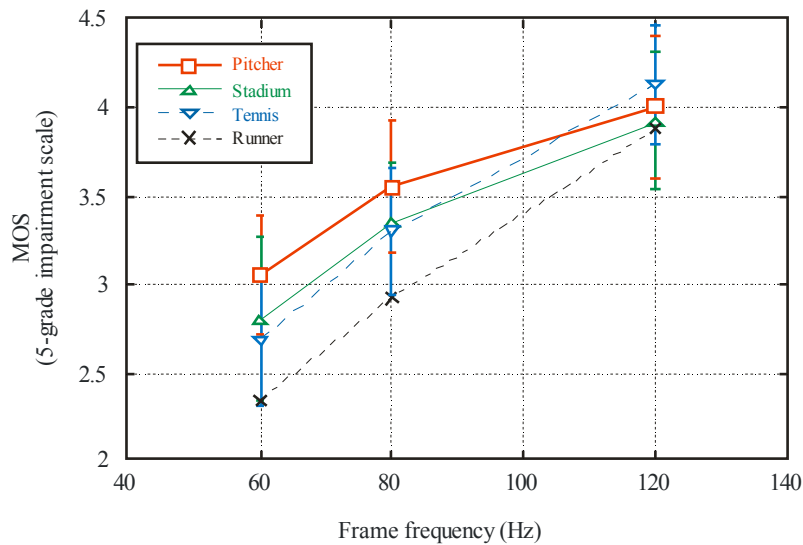 4.5
4
3.5
3
2.5
2
MOS
(5-grade impairment scale)
Pitcher
Stadium
Tennis
Runner
40
60
80
100
120
140
Frame frequency (Hz)